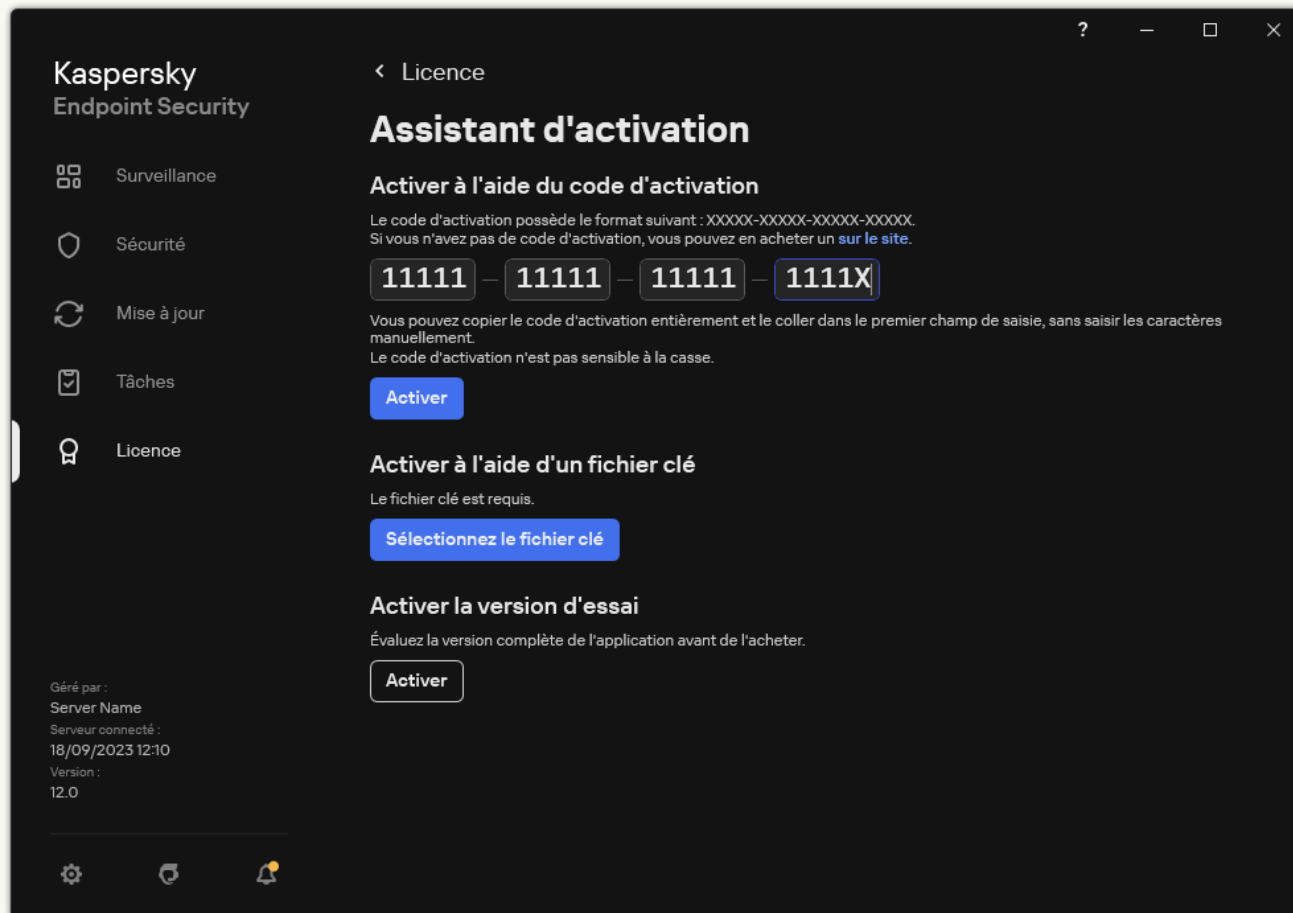 ?
Kaspersky
Endpoint Security
Surveillance
Sécurité
Mise à jour
Tâches
Licence
Géré par :
Server Name
Serveur connecté :
18/09/2023 12:10
Version :
12.0
Licence
Assistant d'activation
Activer à l'aide du code d'activation
Le code d'activation possède le format suivant : XXXXX-XXXXX-XXXXX-XXXXX.
Si vous n'avez pas de code d'activation, vous pouvez en acheter un sur le site.
11111 — 11111 — 11111 — 1111X
Vous pouvez copier le code d'activation entièrement et le coller dans le premier champ de saisie, sans saisir les caractères
manuellement.
Le code d'activation n'est pas sensible à la casse.
Activer
Activer à l'aide d'un fichier clé
Le fichier clé est requis.
Sélectionnez le fichier clé
Activer la version d'essai
Évaluez la version complète de l'application avant de l'acheter.
Activer